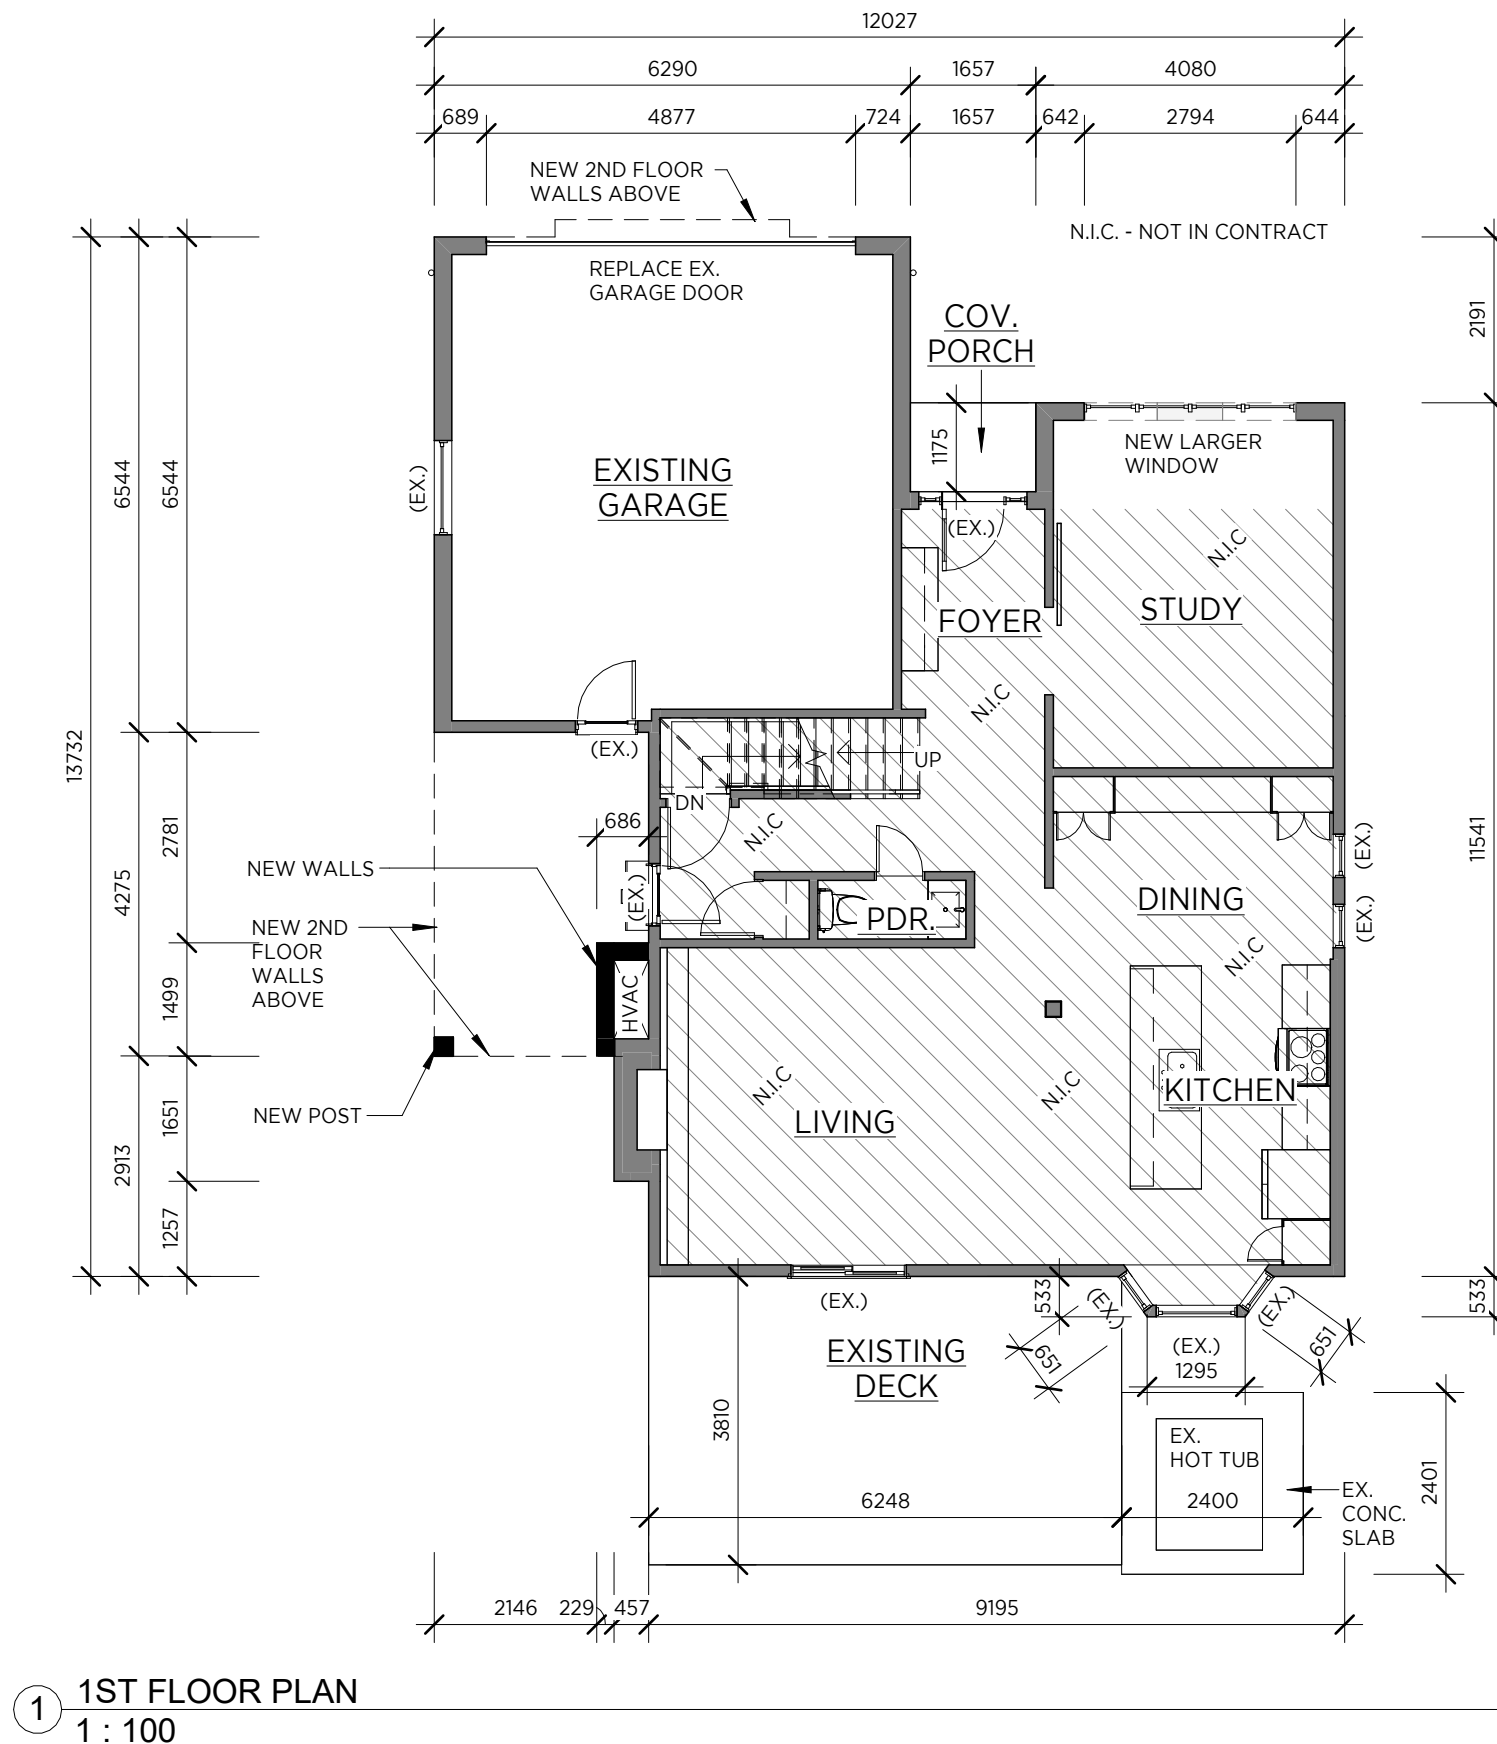 12027
6290
1657
4080
689
4877
724
1657
642
2794
644
NEW 2ND FLOOR
WALLS ABOVE
N.I.C. - NOT IN CONTRACT
REPLACE EX.
GARAGE DOOR
COV.
PORCH
2191
1175
NEW LARGER
WINDOW
EXISTING
GARAGE
(EX.)
6544
6544
(EX.)
N.I.C
FOYER
STUDY
N.I.C
13732
(EX.)
UP
DN
686
N.I.C
2781
4275
11541
(EX.)
(EX.)
(EX.)
NEW WALLS
DINING
PDR.
NEW 2ND
FLOOR
WALLS
ABOVE
N.I.C
1499
HVAC
N.I.C
N.I.C
KITCHEN
NEW POST
LIVING
1651
2913
1257
533
(EX.)
(EX.)
(EX.)
533
651
651
(EX.)
1295
EXISTING
DECK
3810
EX.
HOT TUB
2401
6248
2400
EX.
CONC.
SLAB
2146
229
457
9195
1
1ST FLOOR PLAN
1 : 100